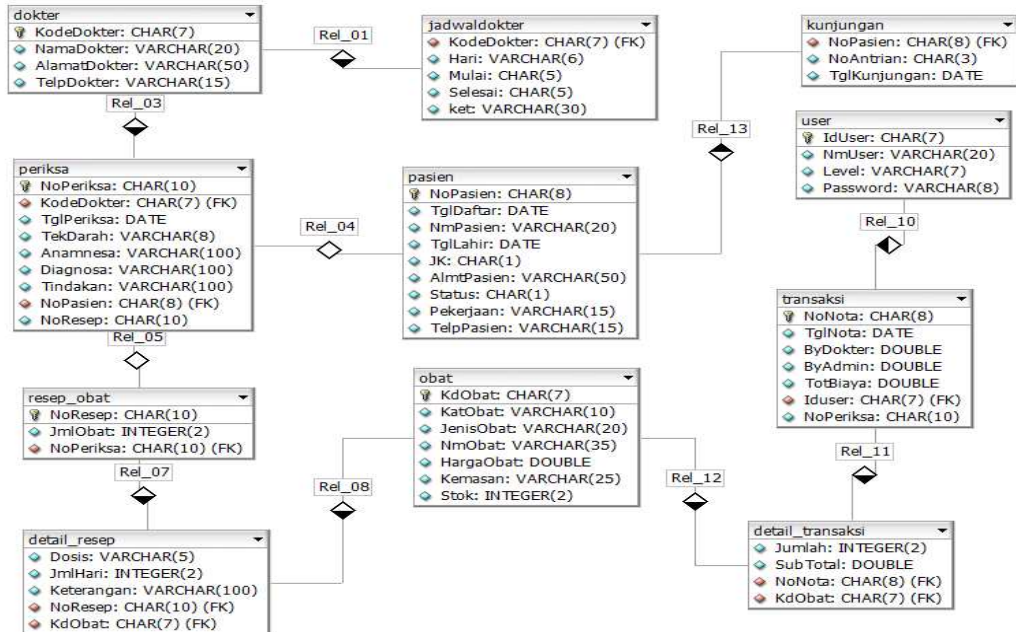 dokter
KodeDokter: CHAR(7)
NamaDokter: VARCHAR(20)
AlamatDokter: VARCHAR(50)
TelpDokter: VARCHAR(15)
Rel_01
jadwaldokter
KodeDokter: CHAR(7) (FK)
Hari: VARCHAR(6)
Mulai: CHAR(5)
Selesai: CHAR(5)
ket: VARCHAR(30)
kunjungan
NoPasien: CHAR(8) (FK)
NoAntrian: CHAR(3)
TglKunjungan: DATE
Rel_03
Rel_13
user
IdUser: CHAR(7)
NmUser: VARCHAR(20)
Level: VARCHAR(7)
Password: VARCHAR(8)
periksa
NoPeriksa: CHAR(10)
KodeDokter: CHAR(7) (FK)
TglPeriksa: DATE
TekDarah: VARCHAR(8)
Anamnesa: VARCHAR(100)
Diagnosa: VARCHAR(100)
Tindakan: VARCHAR(100)
NoPasien: CHAR(8) (FK)
NoResep: CHAR(10)
Rel_04
pasien
NoPasien: CHAR(8)
TglDaftar: DATE
NmPasien: VARCHAR(20)
TglLahir: DATE
JK: CHAR(1)
AlmtPasien: VARCHAR(50)
Status: CHAR(1)
Pekerjaan: VARCHAR(15)
TelpPasien: VARCHAR(15)
Rel_10
transaksi
NoNota: CHAR(8)
TglNota: DATE
ByDokter: DOUBLE
ByAdmin: DOUBLE
TotBiaya: DOUBLE
Iduser: CHAR(7) (FK)
NoPeriksa: CHAR(10)
Rel_05
resep_obat
NoResep: CHAR(10)
JmlObat: INTEGER(2)
NoPeriksa: CHAR(10) (FK)
obat
KdObat: CHAR(7)
KatObat: VARCHAR(10)
JenisObat: VARCHAR(20)
NmObat: VARCHAR(35)
HargaObat: DOUBLE
Kemasan: VARCHAR(25)
Stok: INTEGER(2)
Rel_07
Rel_08
Rel_12
Rel_11
detail_resep
Dosis: VARCHAR(5)
JmlHari: INTEGER(2)
Keterangan: VARCHAR(100)
NoResep: CHAR(10) (FK)
KdObat: CHAR(7) (FK)
detail_transaksi
Jumlah: INTEGER(2)
SubTotal: DOUBLE
NoNota: CHAR(8) (FK)
KdObat: CHAR(7) (FK)